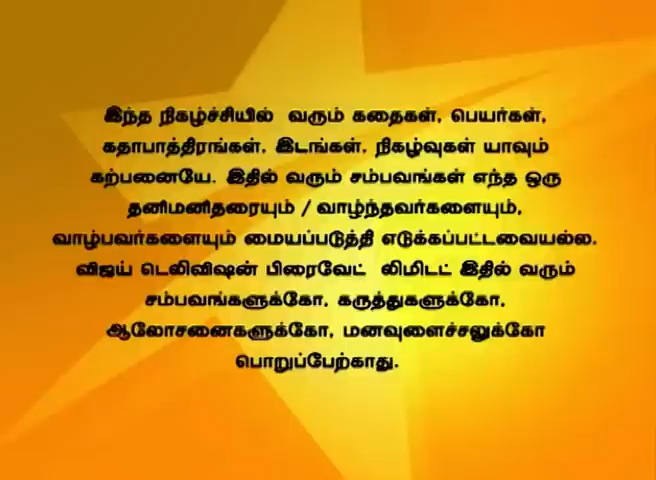 இந்த நிகழ்ச்சியில் வரும் கதைகள், பெயர்கள்,
கதாபாத்திரங்கள், இடங்கள், நிகழ்வுகள் யாவும்
கற்பனையே. இதில் வரும் சம்பவங்கள் எந்த ஒரு
தனிமனிதரையும் / வாழ்ந்தவர்களையும்,
வாழ்பவர்களையும் மையப்படுத்தி எடுக்கப்பட்டவையல்ல.
விஜய் டெலிவிஷன் பிரைவேட் லிமிடட் இதில் வரும்
சம்பவங்களுக்கோ, கருத்துகளுக்கோ,
ஆலோசனைகளுக்கோ, மனவுளைச்சலுக்கோ
பொறுப்பேற்காது.